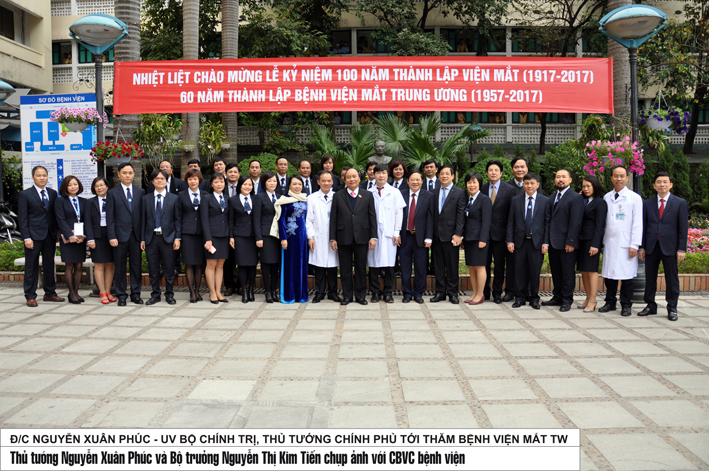 NHIỆT LIỆT CHÀO MỪNG LỄ KỶ NIỆM 100 NĂM THÀNH LẬP VIỆN MẮT (1917-2017)
60 NĂM THÀNH LẬP BỆNH VIỆN MẮT TRUNG ƯƠNG (1957-2017)
SƠ ĐỒ BỆNH VIỆN
Đ/C NGUYỄN XUÂN PHÚC - UV BỘ CHÍNH TRỊ, THỦ TƯỚNG CHÍNH PHỦ TỚI THĂM BỆNH VIỆN MẮT TW
Thủ tướng Nguyễn Xuân Phúc và Bộ trưởng Nguyễn Thị Kim Tiến chụp ảnh với CBVC bệnh viện